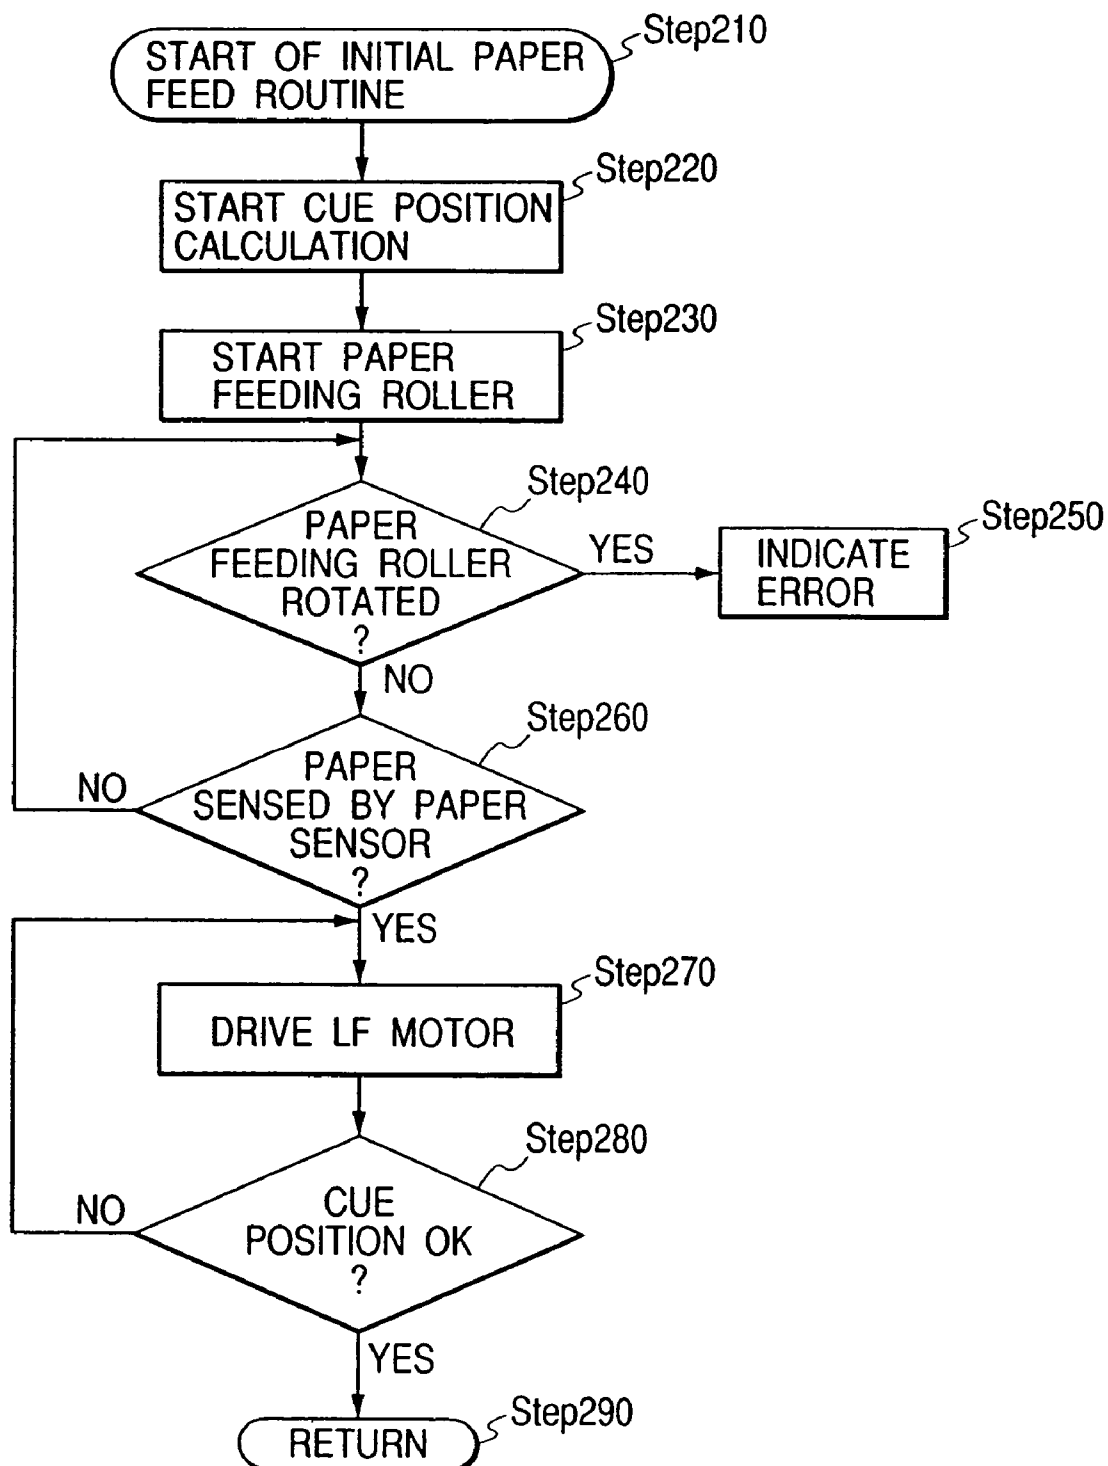 START OF INITIAL PAPER
FEED ROUTINE
Step210
START CUE POSITION
CALCULATION
Step220
START PAPER
FEEDING ROLLER
Step230
PAPER
FEEDING ROLLER
ROTATED
?
Step240
YES
INDICATE
ERROR
Step250
NO
PAPER
SENSED BY PAPER
SENSOR
?
Step260
NO
YES
DRIVE LF MOTOR
Step270
CUE
POSITION OK
?
Step280
NO
YES
RETURN
Step290